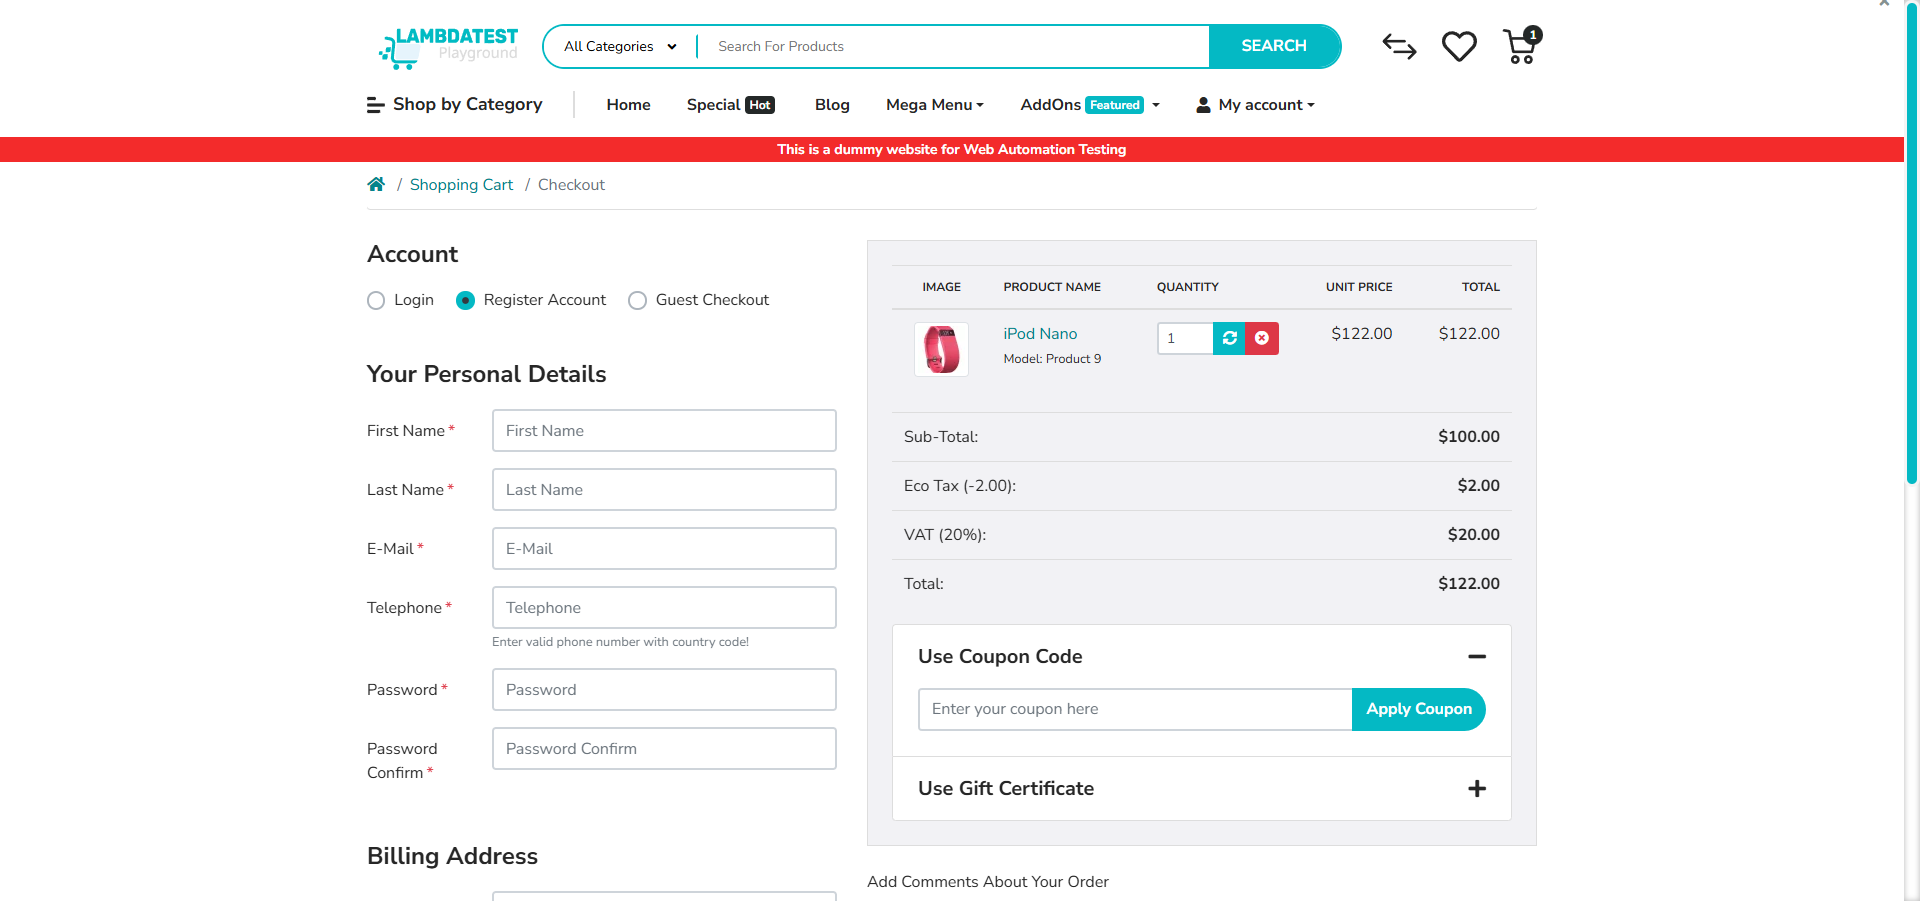 LAMBDATEST
Playground
All Categories
Search For Products
SEARCH
1
Shop by Category
Home
Special Hot
Blog
Mega Menu
AddOns Featured
My account
This is a dummy website for Web Automation Testing
/ Shopping Cart / Checkout
Account
Login
Register Account
Guest Checkout
Your Personal Details
First Name *
First Name
Last Name *
Last Name
E-Mail *
E-Mail
Telephone *
Telephone
Enter valid phone number with country code!
Password *
Password
Password
Confirm *
Password Confirm
Billing Address
IMAGE PRODUCT NAME QUANTITY UNIT PRICE TOTAL
iPod Nano 1 $122.00 $122.00
Model: Product 9
Sub-Total: $100.00
Eco Tax (-2.00): $2.00
VAT (20%): $20.00
Total: $122.00
Use Coupon Code
Enter your coupon here
Apply Coupon
Use Gift Certificate
Add Comments About Your Order